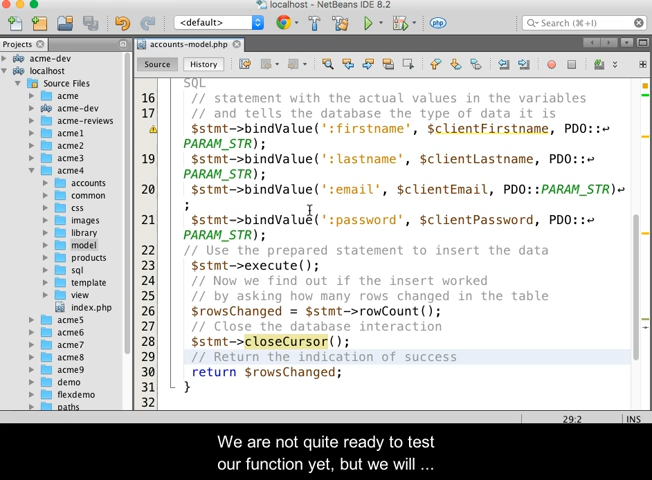 localhost - NetBeans IDE 8.2
<default>
php
Search (⌘+I)
Projects
accounts-model.php
Source
History
acme-dev
localhost
Source Files
acme
acme-dev
acme-reviews
acme1
acme2
acme3
acme4
accounts
common
css
images
library
model
products
sql
template
view
index.php
acme5
acme6
acme7
acme8
acme9
demo
flexdemo
paths
SQL
16 // statement with the actual values in the variables
17 // and tells the database the type of data it is
$stmt->bindValue(':firstname', $clientFirstname, PDO::↩
PARAM_STR);
19 $stmt->bindValue(':lastname', $clientLastname, PDO::↩
PARAM_STR);
20 $stmt->bindValue(':email', $clientEmail, PDO::PARAM_STR)↩
;
21 $stmt->bindValue(':password', $clientPassword, PDO::↩
PARAM_STR);
22 // Use the prepared statement to insert the data
23 $stmt->execute();
24 // Now we find out if the insert worked
25 // by asking how many rows changed in the table
26 $rowsChanged = $stmt->rowCount();
27 // Close the database interaction
28 $stmt->closeCursor();
29 // Return the indication of success
30 return $rowsChanged;
31 }
32
29:2 INS
We are not quite ready to test
our function yet, but we will ...